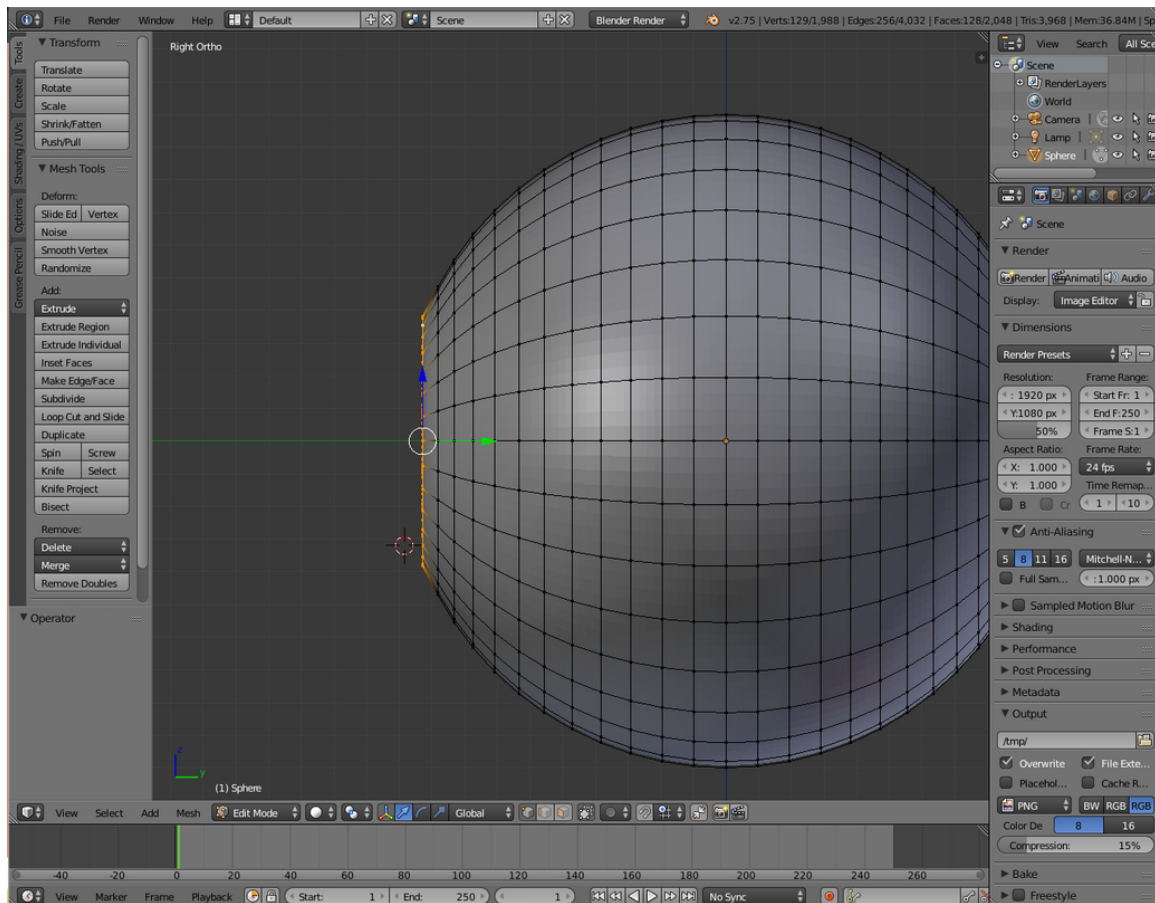 File Render Window Help Default Scene Blender Render v2.75 | Verts:129/1,988 | Edges:256/4,032 | Faces:128/2,048 | Tris:3,968 | Mem:36.84M | Sp
Tools
Create
Shading / UVs
Options
Grease Pencil
Transform
Translate
Rotate
Scale
Shrink/Fatten
Push/Pull
Mesh Tools
Deform:
Slide Ed Vertex
Noise
Smooth Vertex
Randomize
Add:
Extrude
Extrude Region
Extrude Individual
Inset Faces
Make Edge/Face
Subdivide
Loop Cut and Slide
Duplicate
Spin Screw
Knife Select
Knife Project
Bisect
Remove:
Delete
Merge
Remove Doubles
Operator
Right Ortho
z
y
(1) Sphere
View Select Add Mesh Edit Mode Global
-40 -20 0 20 40 60 80 100 120 140 160 180 200 220 240 260
View Marker Frame Playback Start: 1 End: 250 1 No Sync
View Search All Sce
Scene
RenderLayers
World
Camera
Lamp
Sphere
Scene
Render
Render Animati Audio
Display: Image Editor
Dimensions
Render Presets
Resolution: Frame Range:
: 1920 px Start Fr: 1
Y:1080 px End F:250
50% Frame S:1
Aspect Ratio: Frame Rate:
X: 1.000 24 fps
Y: 1.000 Time Remap...
B Cr 1 10
Anti-Aliasing
5 8 11 16 Mitchell-N...
Full Sam... :1.000 px
Sampled Motion Blur
Shading
Performance
Post Processing
Metadata
Output
/tmp/
Overwrite File Exte...
Placehol... Cache R...
PNG BW RGB RGB
Color De 8 16
Compression: 15%
Bake
Freestyle